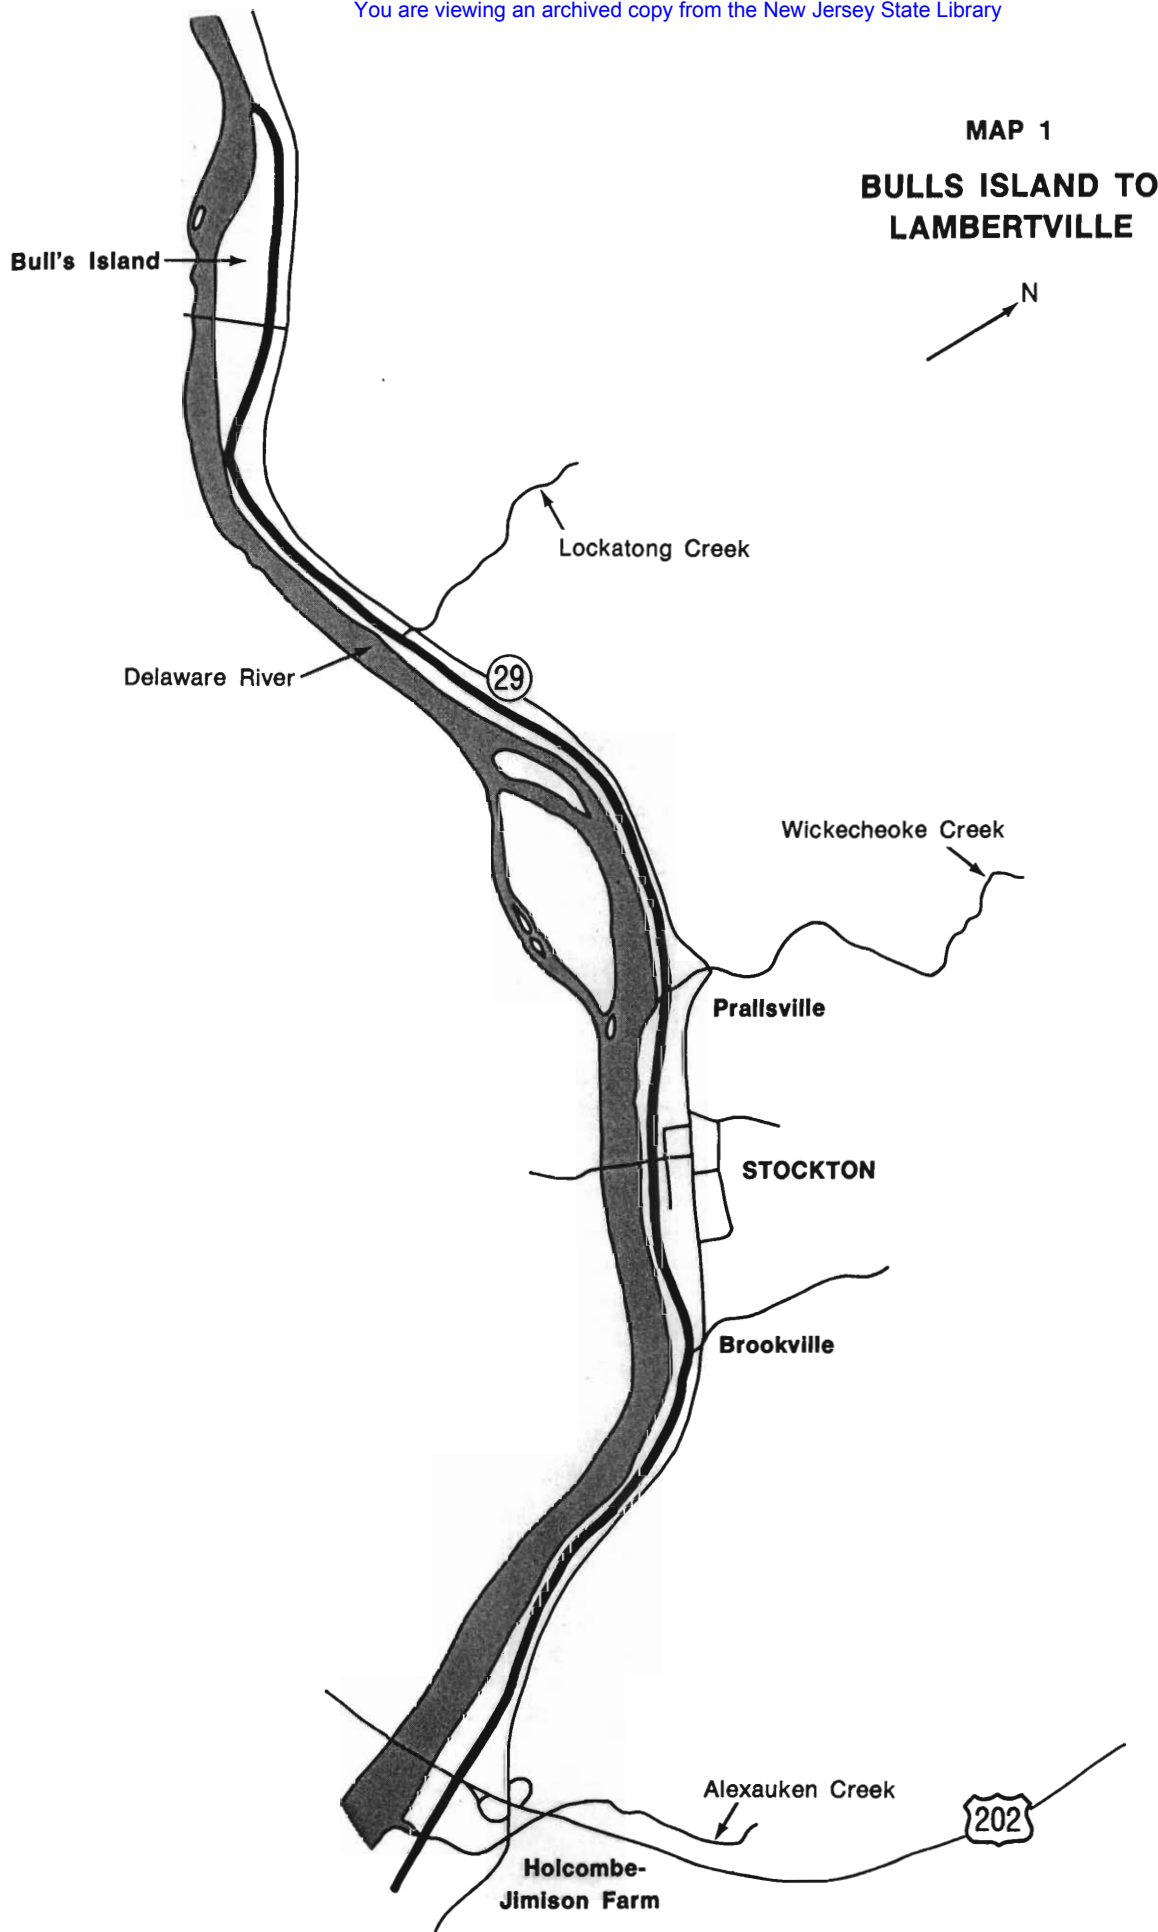 You are viewing an archived copy from the New Jersey State Library
MAP 1
BULLS ISLAND TO
LAMBERTVILLE
N
Bull's Island
Lockatong Creek
Delaware River
29
Wickecheoke Creek
Prallsville
STOCKTON
Brookville
Alexauken Creek
202
Holcombe-
Jimison Farm